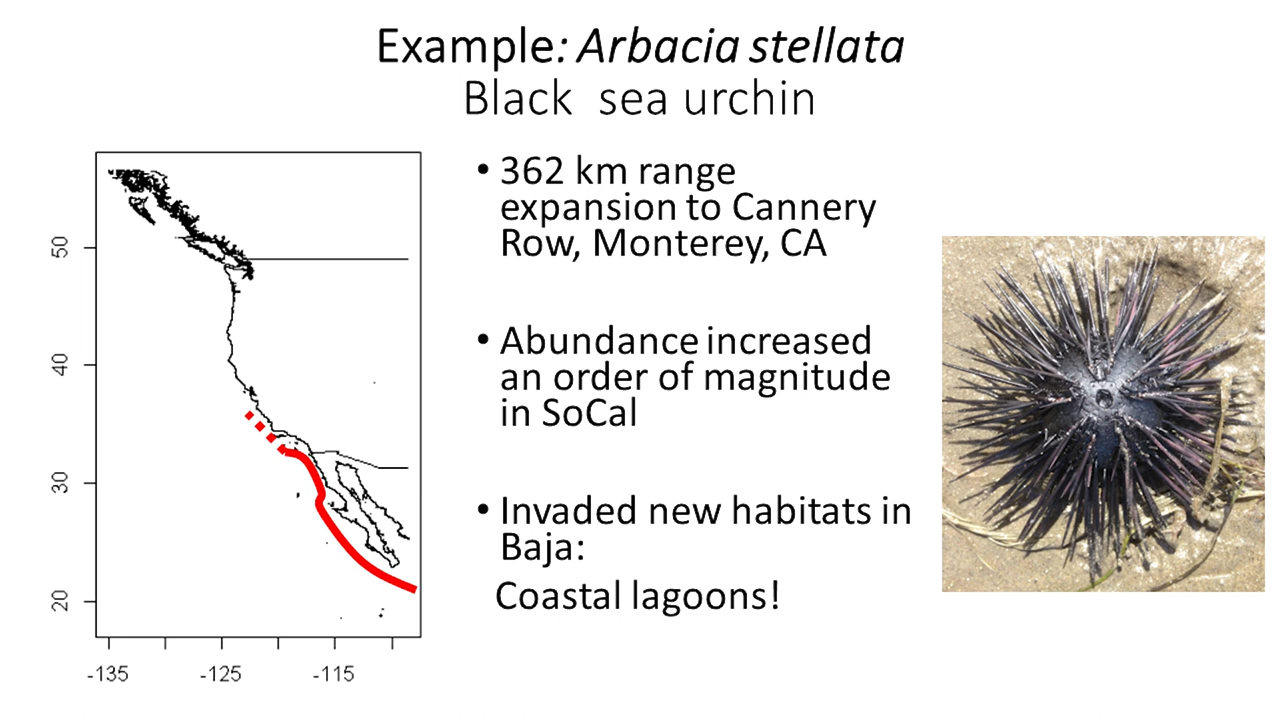 Example: Arbacia stellata
Black sea urchin
• 362 km range
expansion to Cannery
Row, Monterey, CA
• Abundance increased
an order of magnitude
in SoCal
• Invaded new habitats in
Baja:
Coastal lagoons!
50
40
30
20
-135 -125 -115